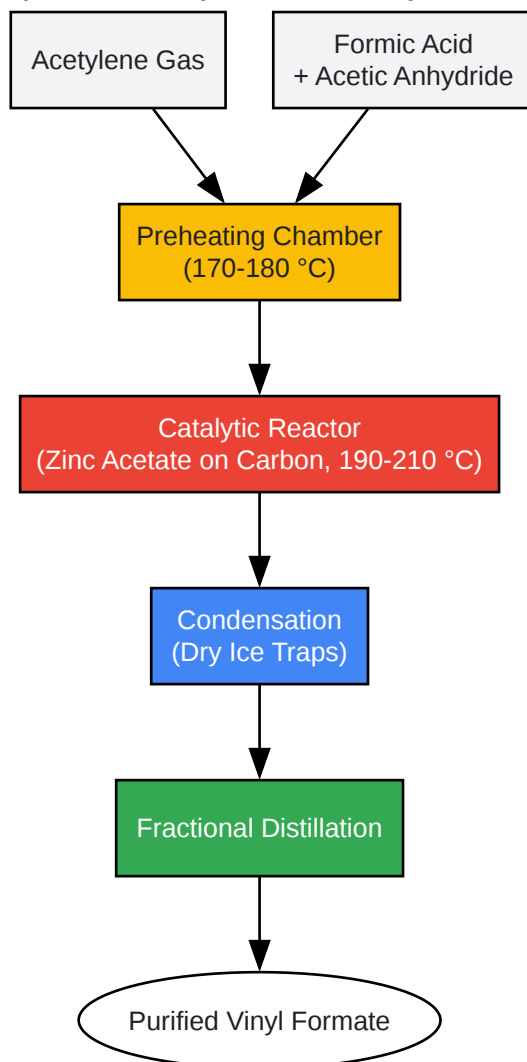 Acetylene Gas
Formic Acid
+ Acetic Anhydride
Preheating Chamber
(170-180 °C)
Catalytic Reactor
(Zinc Acetate on Carbon, 190-210 °C)
Condensation
(Dry Ice Traps)
Fractional Distillation
Purified Vinyl Formate